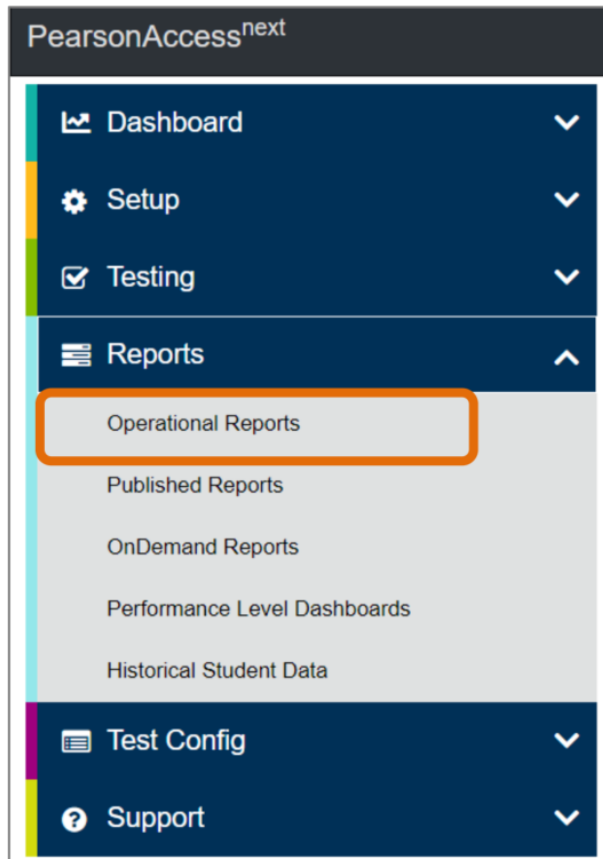 PearsonAccessnext
Dashboard
Setup
Testing
Reports
Operational Reports
Published Reports
OnDemand Reports
Performance Level Dashboards
Historical Student Data
Test Config
Support